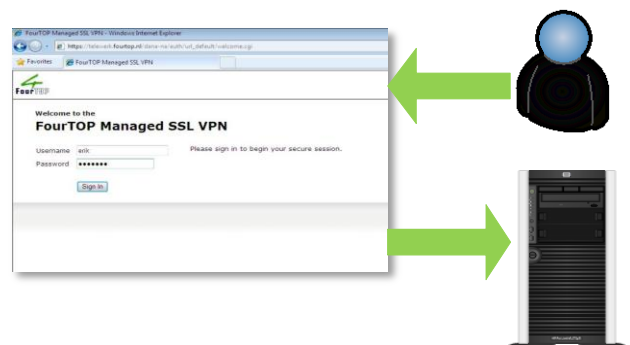 FourTOP Managed SSL VPN - Windows Internet Explorer
https://telewerk.fourtop.nl/dana-na/auth/url_default/welcome.cgi
Favorites FourTOP Managed SSL VPN
4
FourTOP
Welcome to the
FourTOP Managed SSL VPN
Username erik Please sign in to begin your secure session.
Password •••••••
Sign In